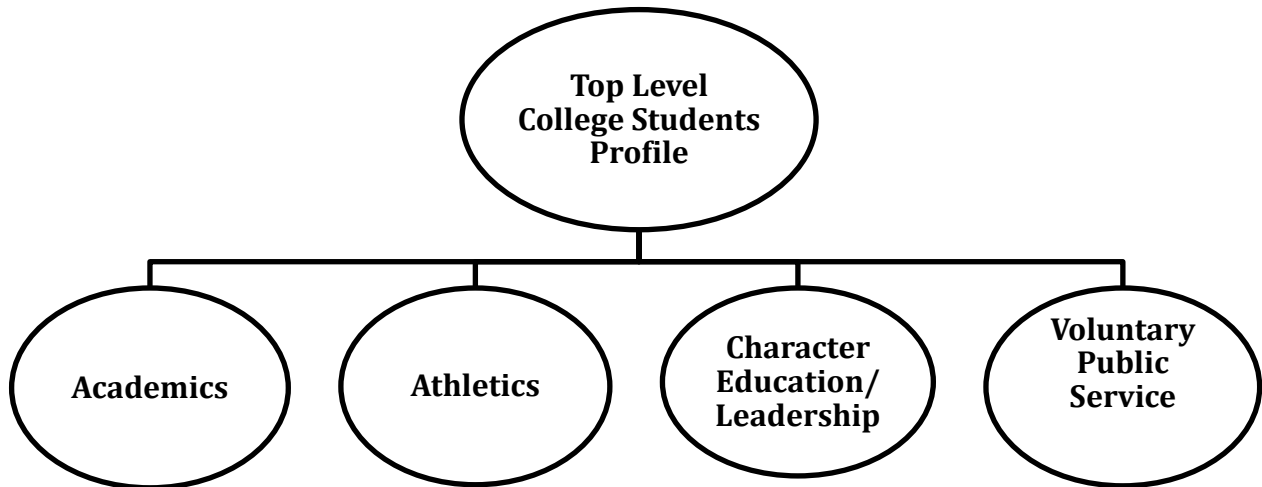 Top Level
College Students
Profile
Academics
Athletics
Character
Education/
Leadership
Voluntary
Public
Service